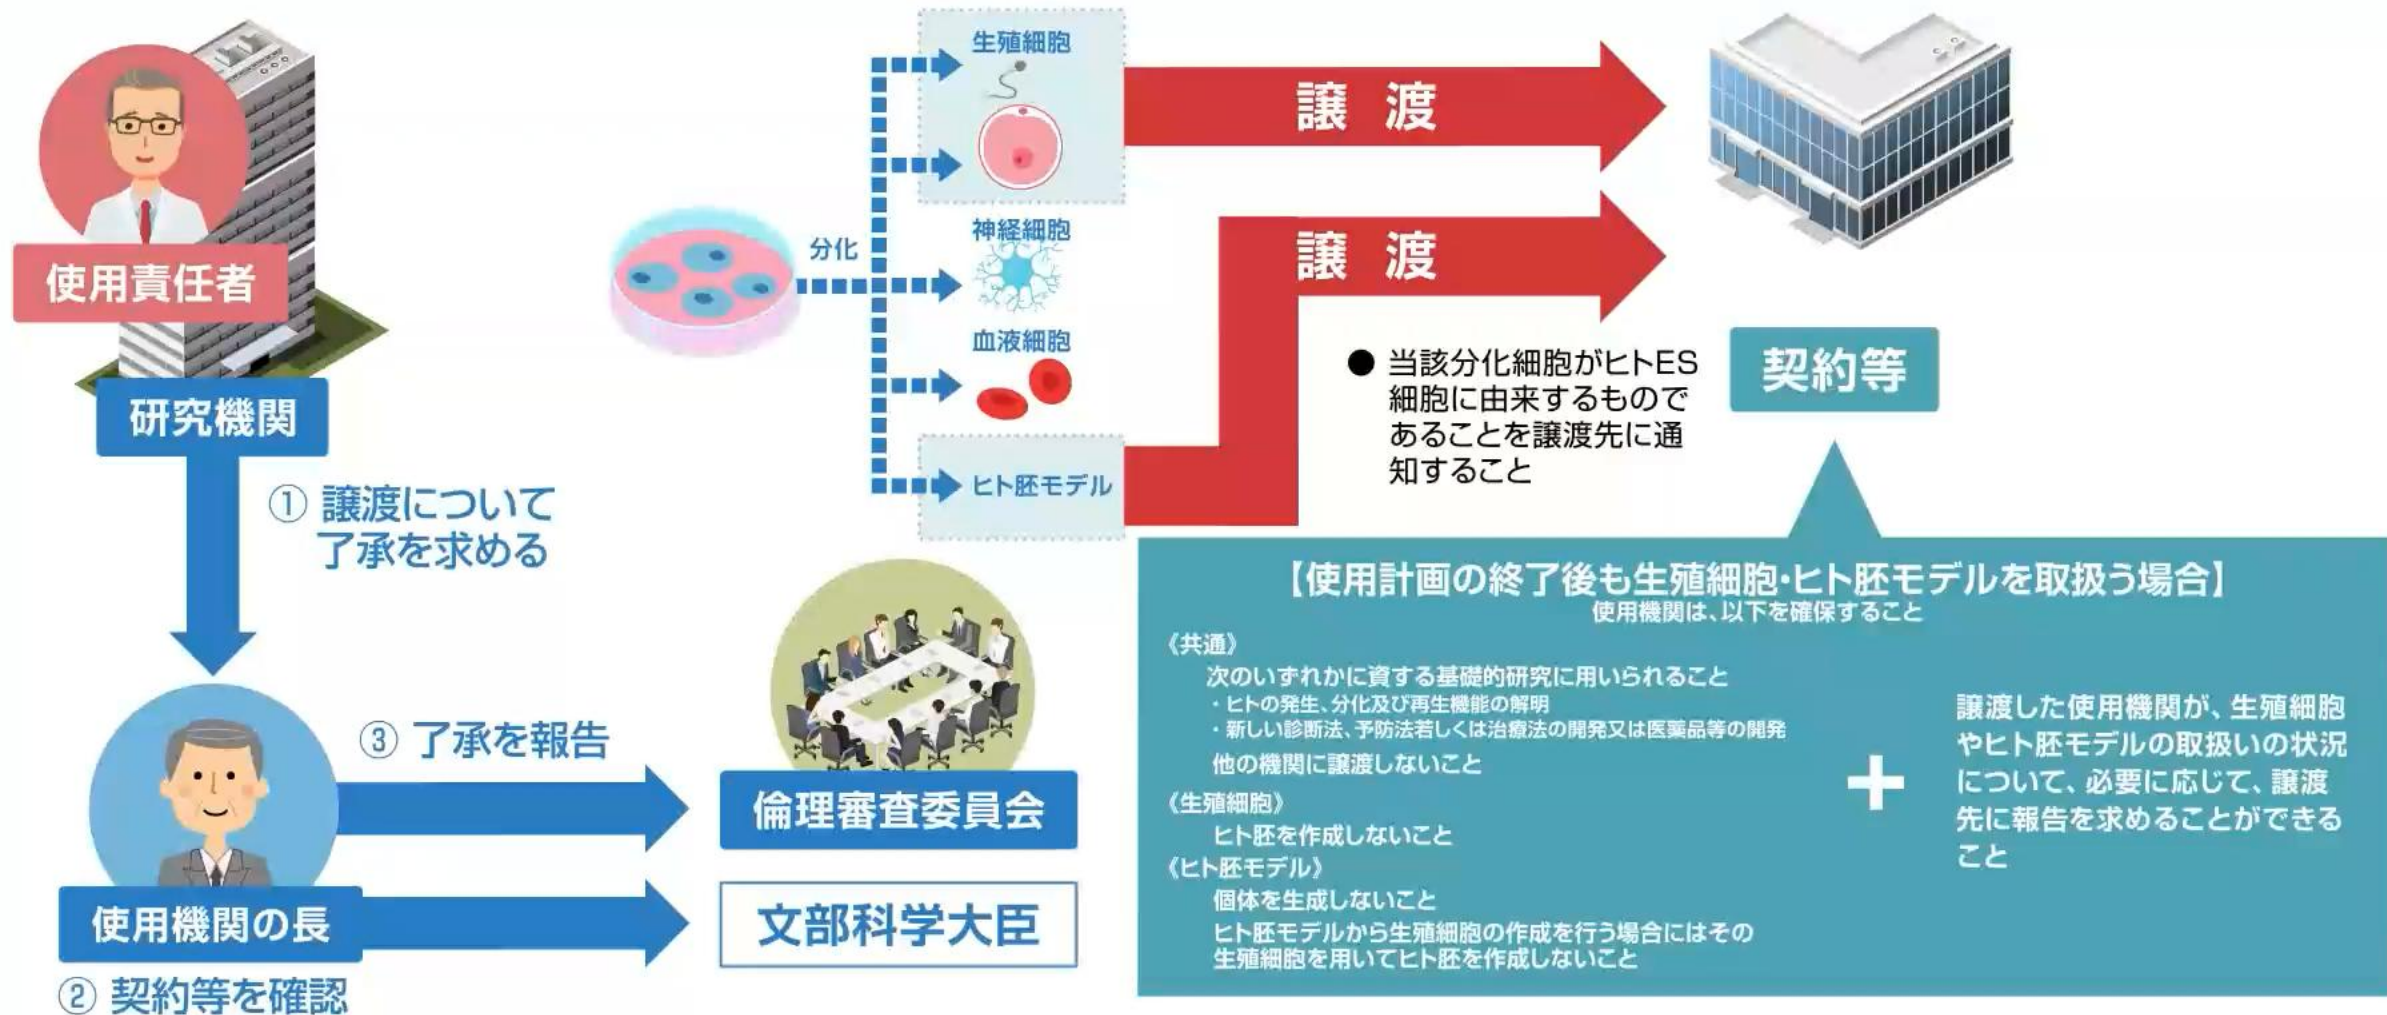 使用責任者
研究機関
① 譲渡について
了承を求める
使用機関の長
② 契約等を確認
③ 了承を報告
倫理審査委員会
文部科学大臣
分化
生殖細胞
神経細胞
血液細胞
ヒト胚モデル
譲 渡
譲 渡
● 当該分化細胞がヒトES
細胞に由来するもので
あることを譲渡先に通
知すること
契約等
【使用計画の終了後も生殖細胞・ヒト胚モデルを取扱う場合】
使用機関は、以下を確保すること
《共通》
次のいずれかに資する基礎的研究に用いられること
・ヒトの発生、分化及び再生機能の解明
・新しい診断法、予防法若しくは治療法の開発又は医薬品等の開発
他の機関に譲渡しないこと
《生殖細胞》
ヒト胚を作成しないこと
《ヒト胚モデル》
個体を生成しないこと
ヒト胚モデルから生殖細胞の作成を行う場合にはその
生殖細胞を用いてヒト胚を作成しないこと
+
譲渡した使用機関が、生殖細胞
やヒト胚モデルの取扱いの状況
について、必要に応じて、譲渡
先に報告を求めることができる
こと